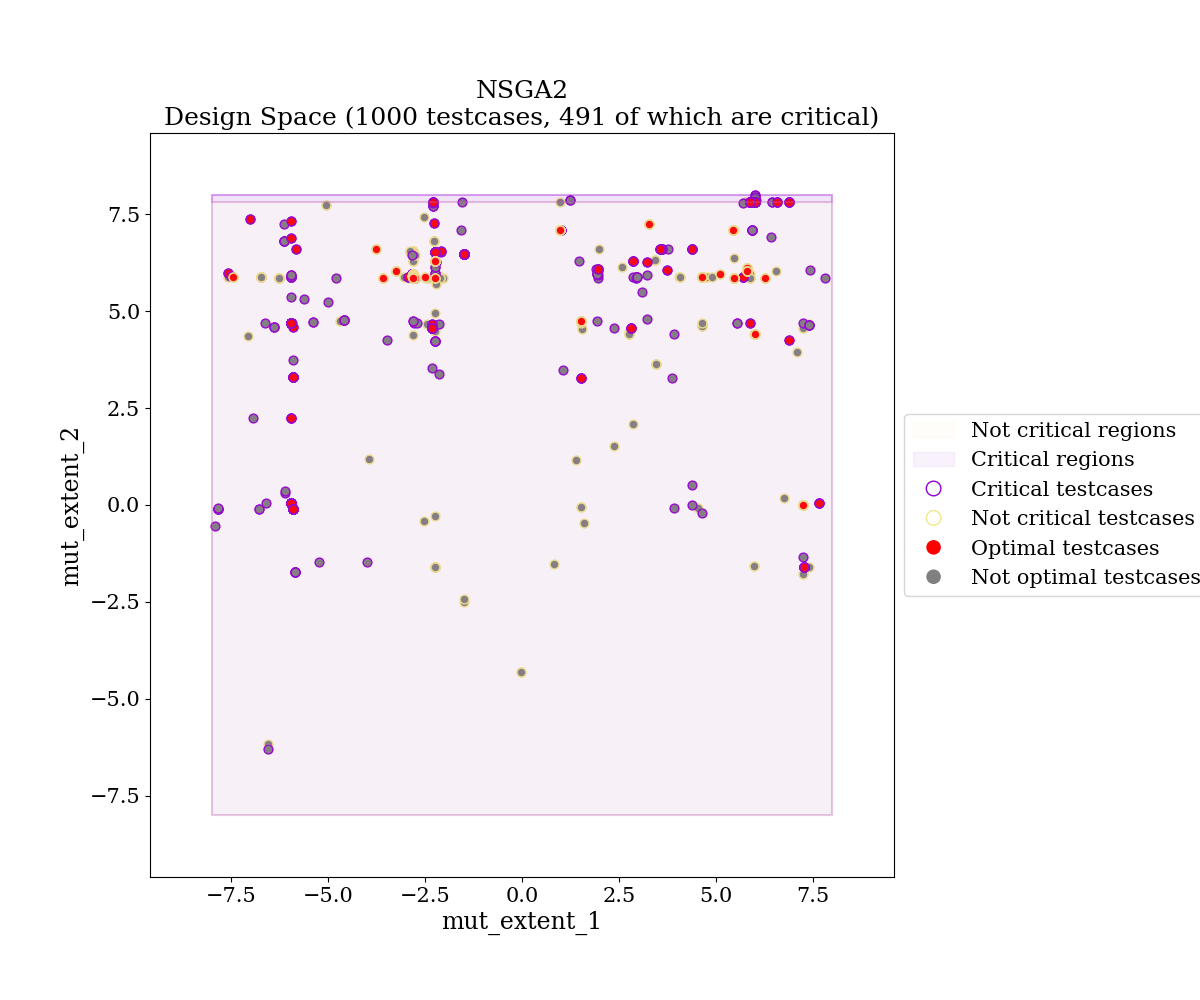 NSGA2
Design Space (1000 testcases, 491 of which are critical)
7.5
5.0
2.5
0.0
−2.5
−5.0
−7.5
mut_extent_2
−7.5
−5.0
−2.5
0.0
2.5
5.0
7.5
mut_extent_1
Not critical regions
Critical regions
Critical testcases
Not critical testcases
Optimal testcases
Not optimal testcases